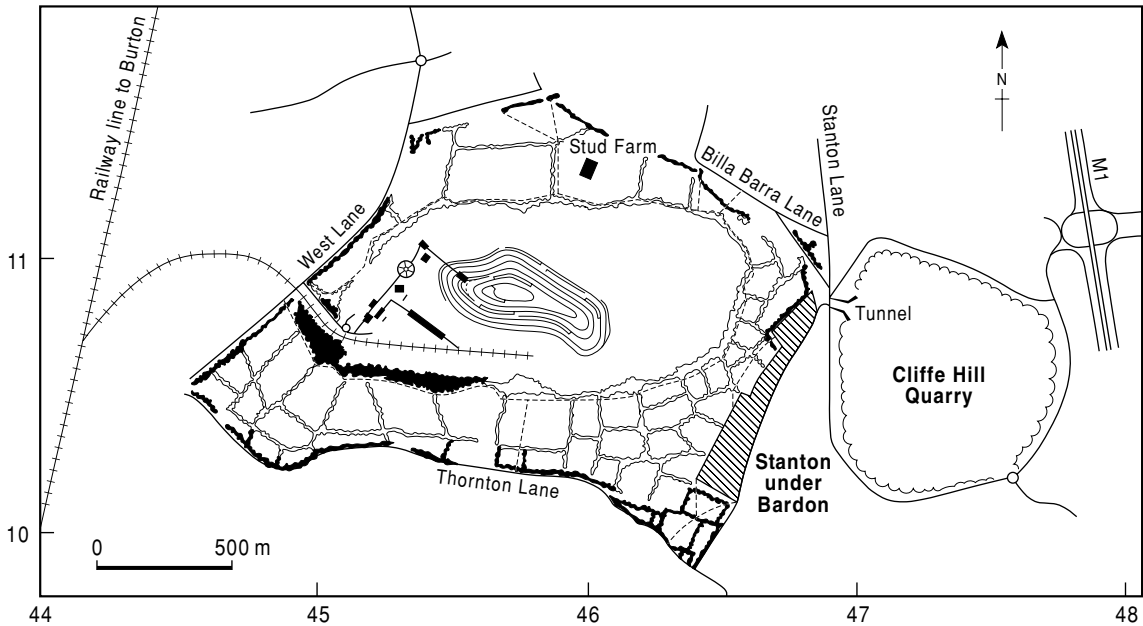 Railway line to Burton
N
Stud Farm
Billa Barra Lane
Stanton Lane
M1
West Lane
11
Tunnel
Cliffe Hill
Quarry
Stanton
under
Bardon
Thornton Lane
10
0
500 m
44
45
46
47
48